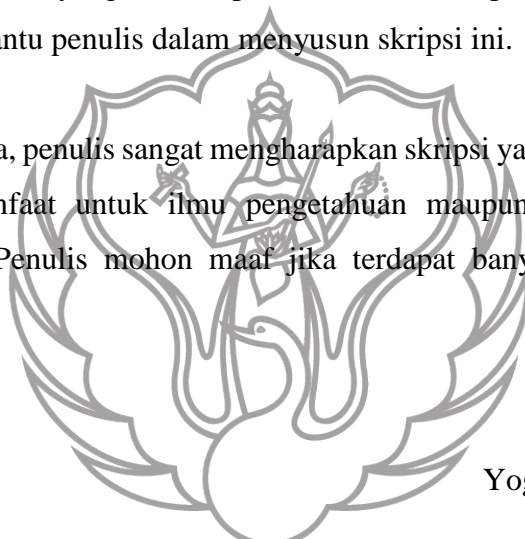 antu penulis dalam menyusun skripsi ini.
a, penulis sangat mengharapkan skripsi ya
nfaat untuk ilmu pengetahuan maupun
Penulis mohon maaf jika terdapat bany
Yog